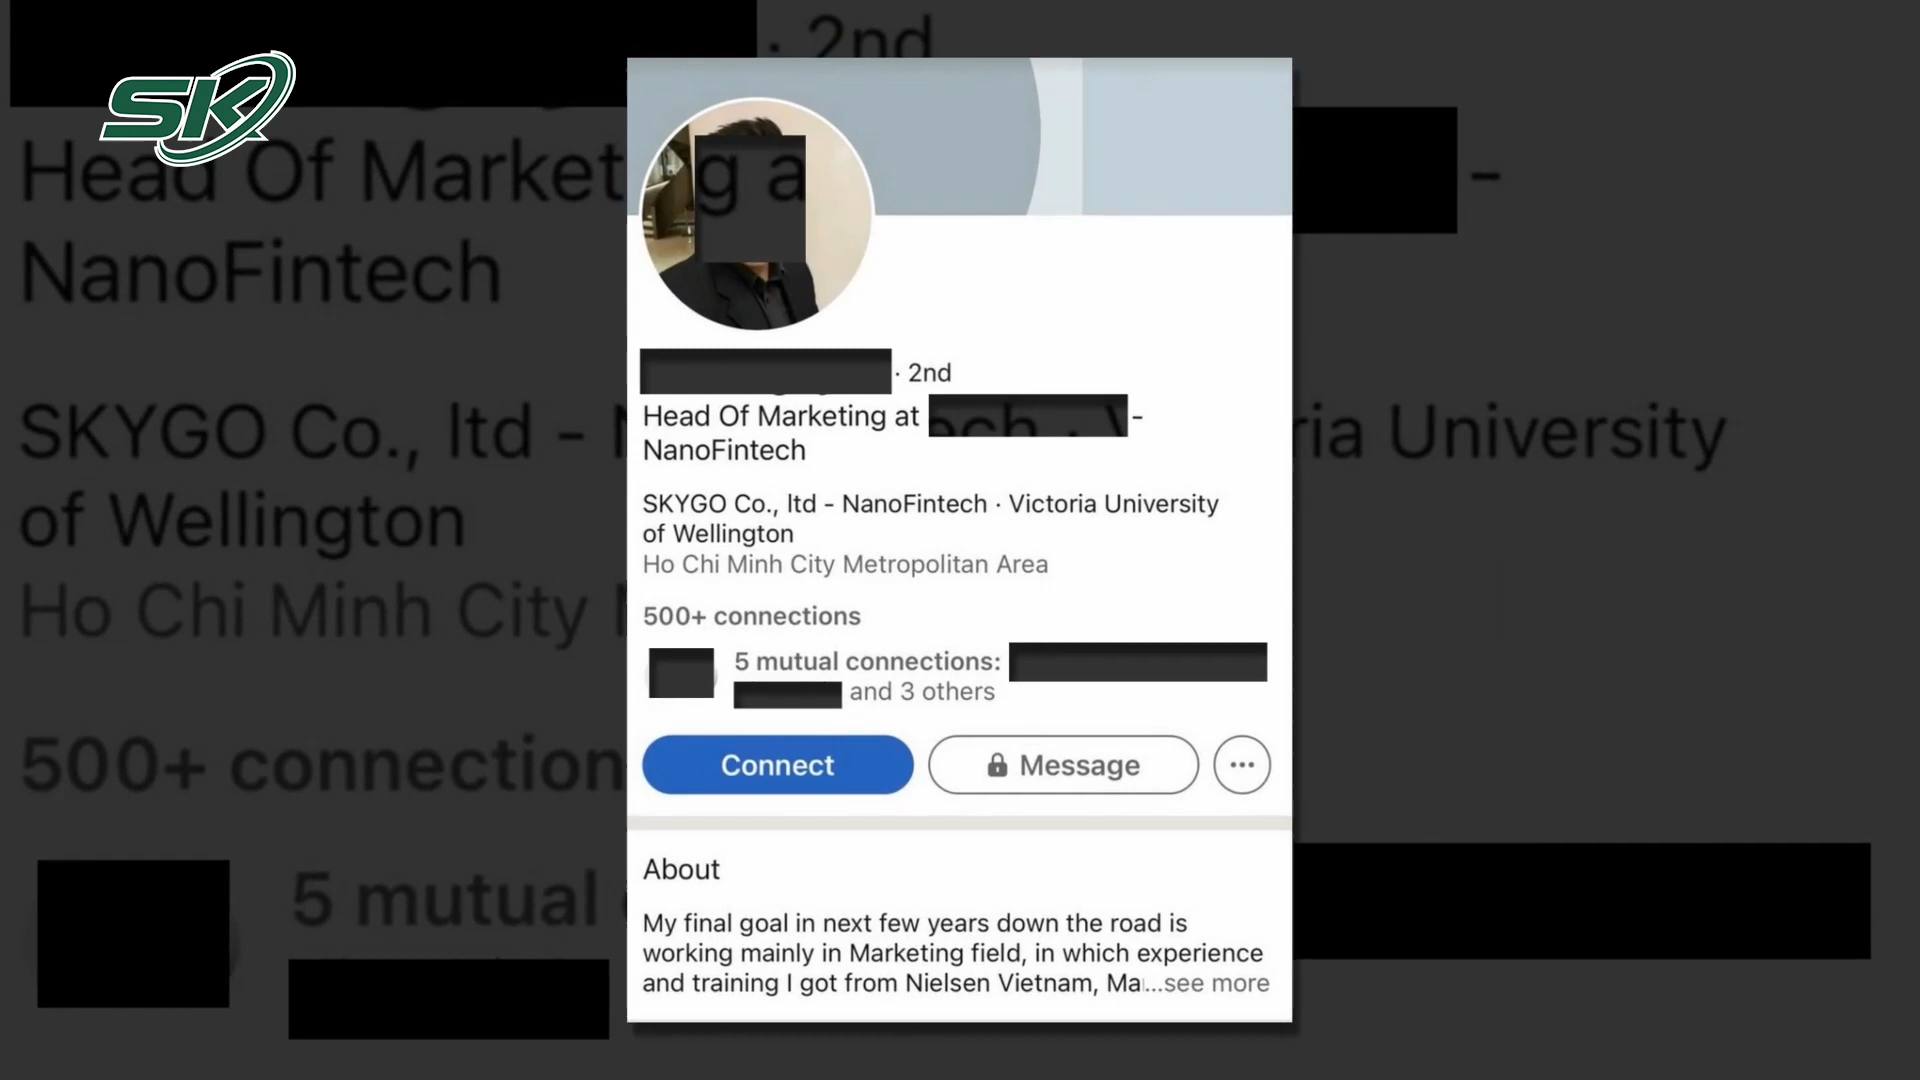 SK
· 2nd
Head Of Marketing at -
NanoFintech
SKYGO Co., ltd - NanoFintech · Victoria University
of Wellington
Ho Chi Minh City Metropolitan Area
500+ connections
5 mutual connections:
and 3 others
Connect
Message
About
My final goal in next few years down the road is
working mainly in Marketing field, in which experience
and training I got from Nielsen Vietnam, Ma...see more
· 2nd
Head Of Marketing a -
NanoFintech
SKYGO Co., ltd - ria University
of Wellington
Ho Chi Minh City
500+ connection
5 mutual